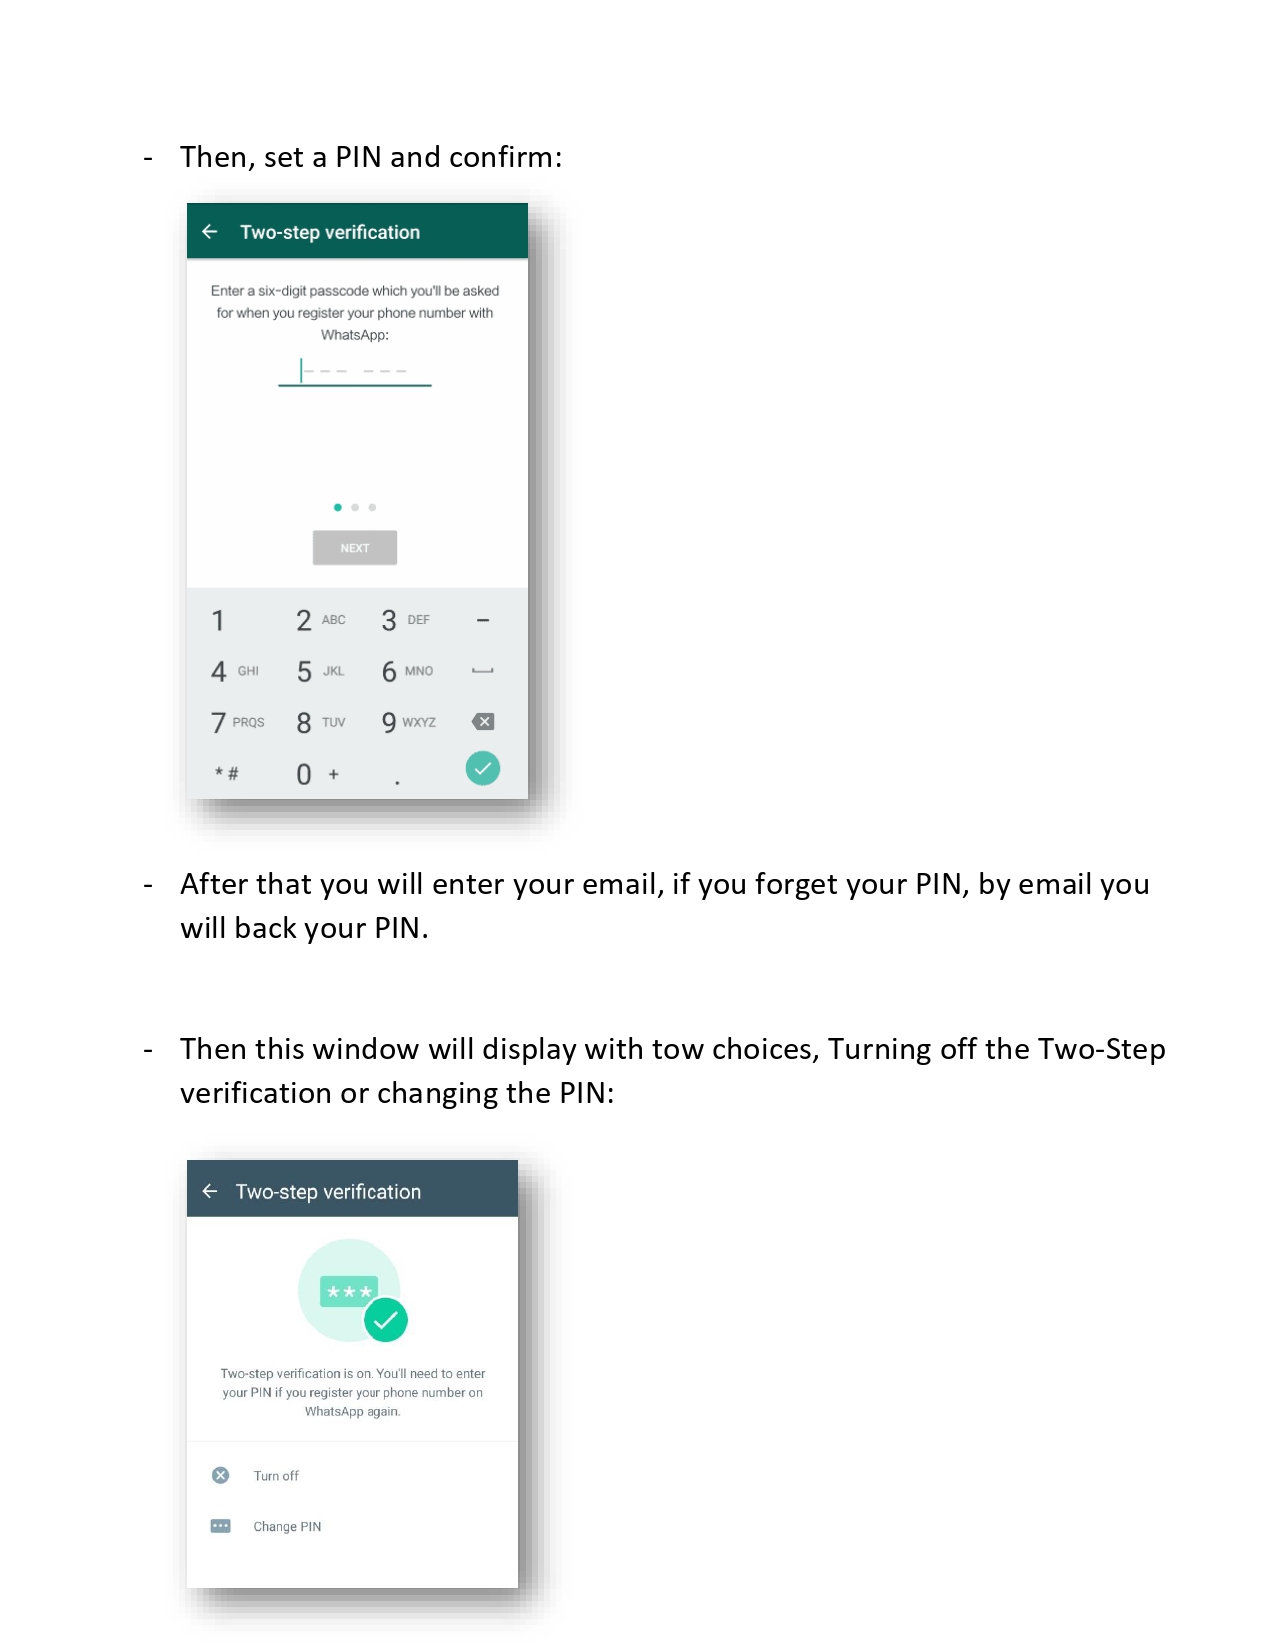 - Then, set a PIN and confirm:
← Two-step verification
Enter a six-digit passcode which you'll be asked
for when you register your phone number with
WhatsApp:
NEXT
1 2 ABC 3 DEF –
4 GHI 5 JKL 6 MNO
7 PRQS 8 TUV 9 WXYZ
* # 0 + .
- After that you will enter your email, if you forget your PIN, by email you
will back your PIN.
- Then this window will display with tow choices, Turning off the Two-Step
verification or changing the PIN:
← Two-step verification
***
Two-step verification is on. You'll need to enter
your PIN if you register your phone number on
WhatsApp again.
Turn off
Change PIN